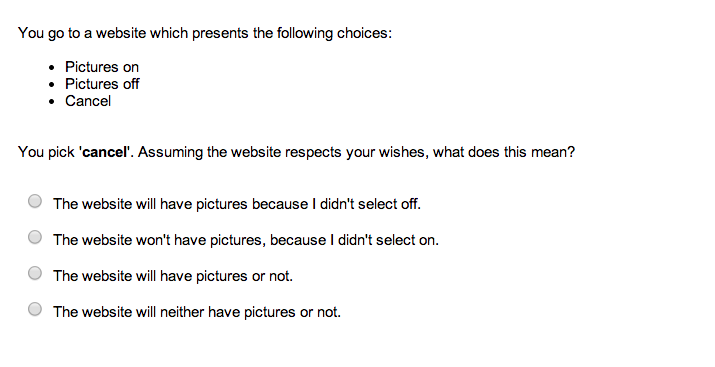 You go to a website which presents the following choices:
• Pictures on
• Pictures off
• Cancel
You pick 'cancel'. Assuming the website respects your wishes, what does this mean?
The website will have pictures because I didn't select off.
The website won't have pictures, because I didn't select on.
The website will have pictures or not.
The website will neither have pictures or not.